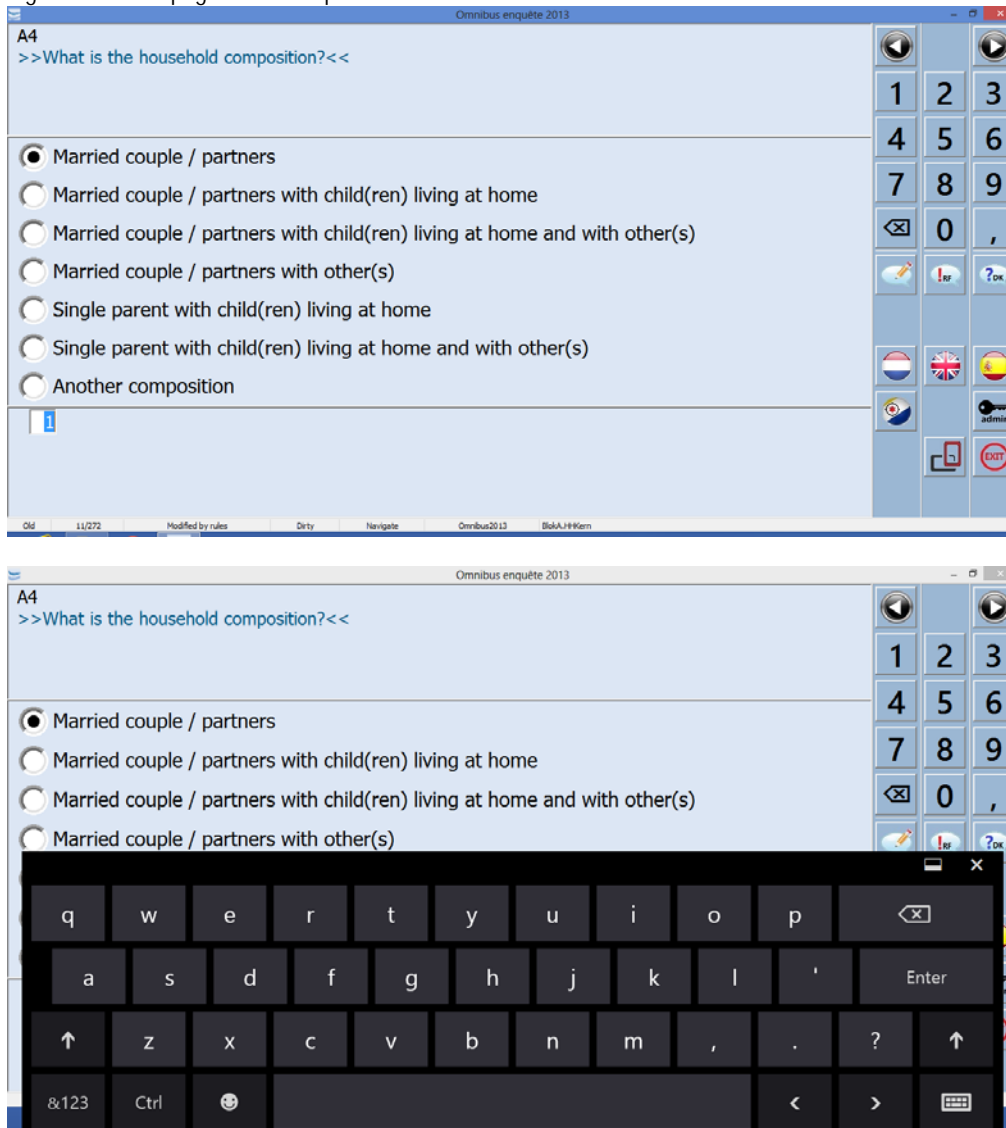 Omnibus enquête 2013
A4
>>What is the household composition?<<
Married couple / partners
Married couple / partners with child(ren) living at home
Married couple / partners with child(ren) living at home and with other(s)
Married couple / partners with other(s)
Single parent with child(ren) living at home
Single parent with child(ren) living at home and with other(s)
Another composition
1
1 2 3
4 5 6
7 8 9
0 ,
!RF ?DK
admin
EXIT
Old 11/272 Modified by rules Dirty Navigate Omnibus2013 BlokA.HHKern
Omnibus enquête 2013
A4
>>What is the household composition?<<
Married couple / partners
Married couple / partners with child(ren) living at home
Married couple / partners with child(ren) living at home and with other(s)
Married couple / partners with other(s)
1 2 3
4 5 6
7 8 9
0 ,
!RF ?DK
q w e r t y u i o p
a s d f g h j k l ' Enter
z x c v b n m , . ?
&123 Ctrl < >